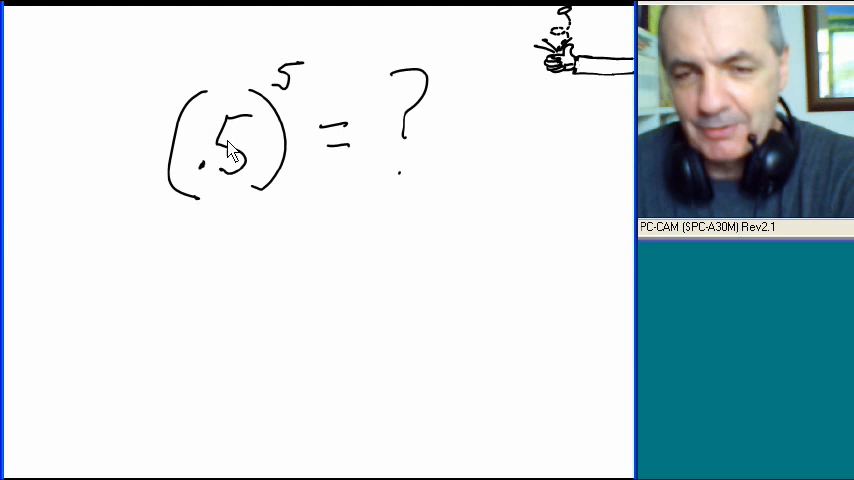 (.5)⁵ = ?
PC-CAM (SPC-A30M) Rev2.1